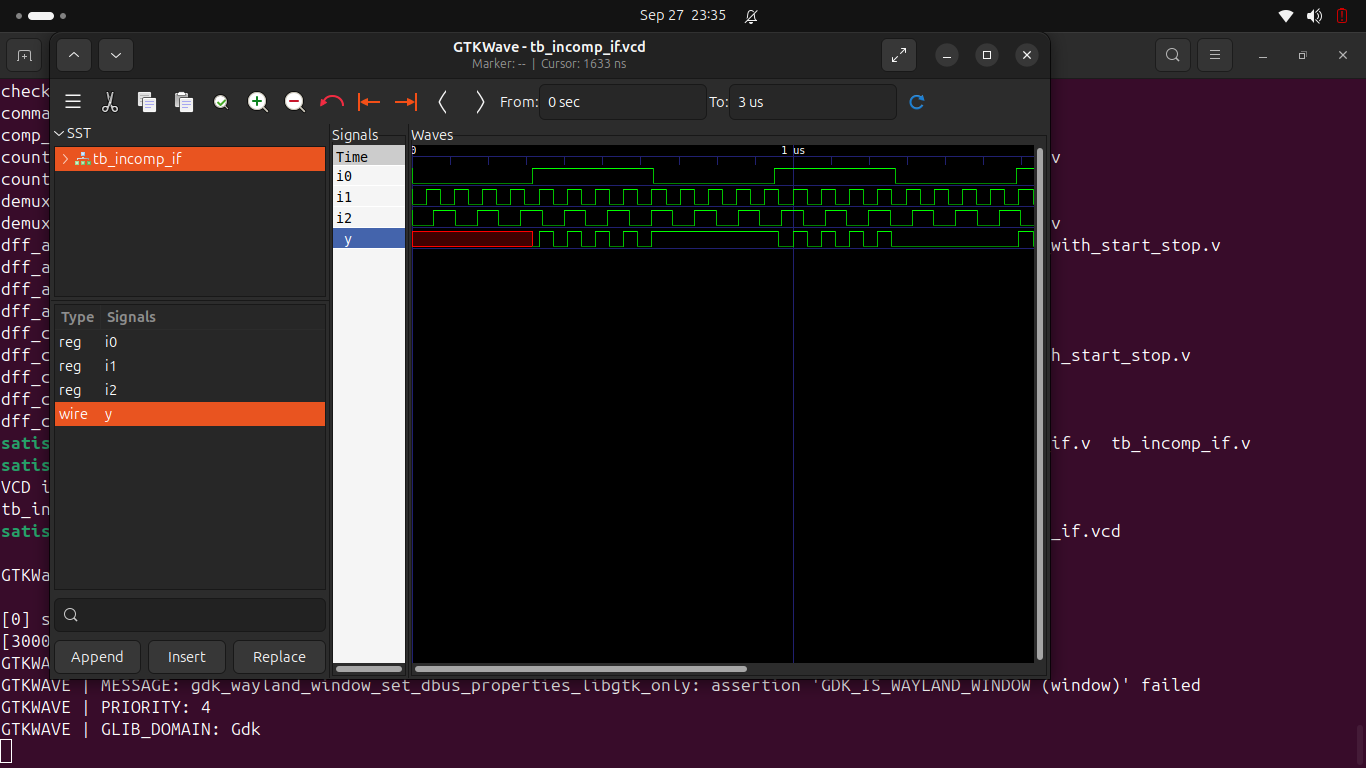 Sep 27 23:35
GTKWave - tb_incomp_if.vcd
Marker: -- | Cursor: 1633 ns
From: 0 sec To: 3 us
SST
tb_incomp_if
Type Signals
reg i0
reg i1
reg i2
wire y
Append Insert Replace
Signals
Time
i0
i1
i2
y
Waves
0 1 us
check
comma
comp_
count v
count
demux
demux v
dff_a with_start_stop.v
dff_a
dff_a
dff_a
dff_c
dff_c h_start_stop.v
dff_c
dff_c
dff_c
satis if.v tb_incomp_if.v
satis
VCD i
tb_in
satis _if.vcd
GTKWa
[0] s
[3000
GTKWA
GTKWAVE | MESSAGE: gdk_wayland_window_set_dbus_properties_libgtk_only: assertion 'GDK_IS_WAYLAND_WINDOW (window)' failed
GTKWAVE | PRIORITY: 4
GTKWAVE | GLIB_DOMAIN: Gdk